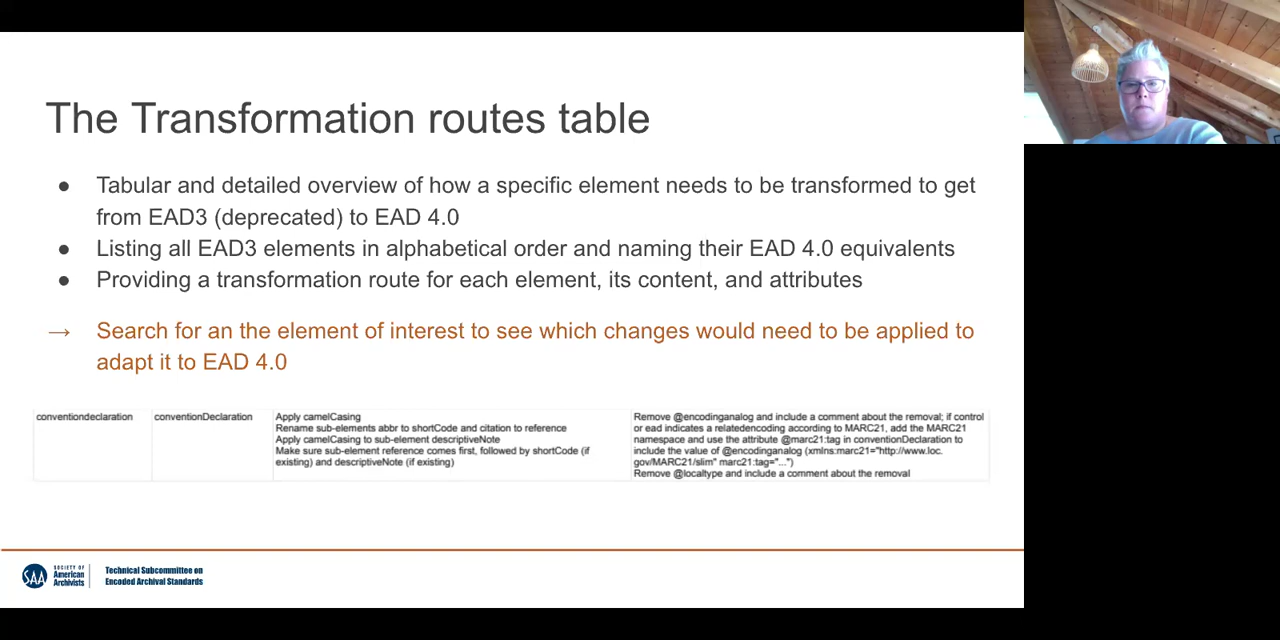 The Transformation routes table
● Tabular and detailed overview of how a specific element needs to be transformed to get
from EAD3 (deprecated) to EAD 4.0
● Listing all EAD3 elements in alphabetical order and naming their EAD 4.0 equivalents
● Providing a transformation route for each element, its content, and attributes
→ Search for an the element of interest to see which changes would need to be applied to
adapt it to EAD 4.0
conventiondeclaration
conventionDeclaration
Apply camelCasing
Rename sub-elements abbr to shortCode and citation to reference
Apply camelCasing to sub-element descriptiveNote
Make sure sub-element reference comes first, followed by shortCode (if
existing) and descriptiveNote (if existing)
Remove @encodinganalog and include a comment about the removal; if control
or ead indicates a relatedencoding according to MARC21, add the MARC21
namespace and use the attribute @marc21:tag in conventionDeclaration to
include the value of @encodinganalog (xmlns:marc21="http://www.loc.
gov/MARC21/slim" marc21:tag="...")
Remove @localtype and include a comment about the removal
SAA
SOCIETY OF
American
Archivists
Technical Subcommittee on
Encoded Archival Standards